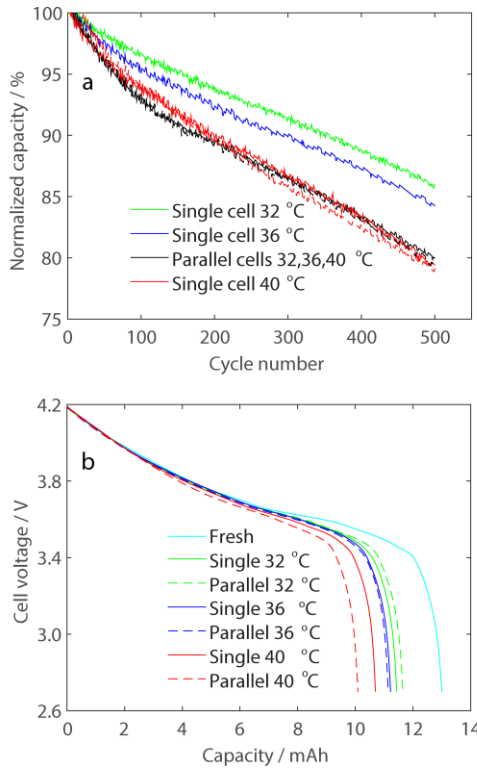 100
95
90
85
80
75
Normalized capacity / %
a
Single cell 32 °C
Single cell 36 °C
Parallel cells 32,36,40 °C
Single cell 40 °C
0 100 200 300 400 500
Cycle number
4.2
3.8
3.4
3.0
2.6
Cell voltage / V
b
Fresh
Single 32 °C
Parallel 32 °C
Single 36 °C
Parallel 36 °C
Single 40 °C
Parallel 40 °C
0 2 4 6 8 10 12 14
Capacity / mAh